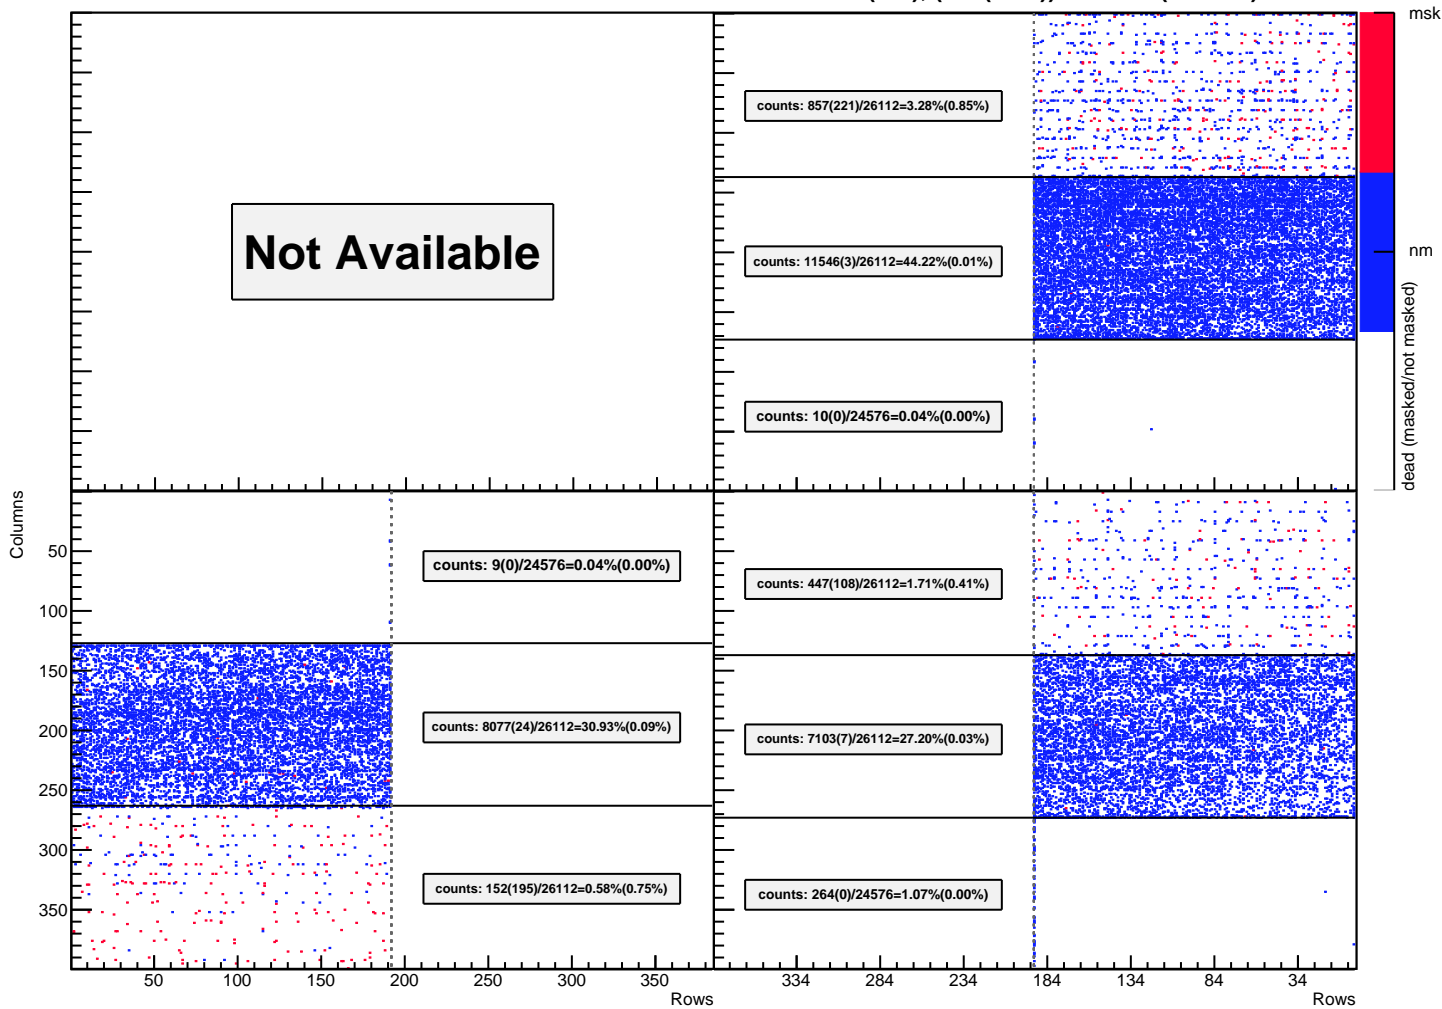 msk
counts: 857(221)/26112=3.28%(0.85%)
Not Available
counts: 11546(3)/26112=44.22%(0.01%)
nm
dead (masked/not masked)
counts: 10(0)/24576=0.04%(0.00%)
50 100 150 200 250 300 350
Rows
Columns
50
100
150
200
250
300
350
counts: 9(0)/24576=0.04%(0.00%)
counts: 447(108)/26112=1.71%(0.41%)
counts: 8077(24)/26112=30.93%(0.09%)
counts: 7103(7)/26112=27.20%(0.03%)
counts: 152(195)/26112=0.58%(0.75%)
counts: 264(0)/24576=1.07%(0.00%)
334 284 234 184 134 84 34
Rows